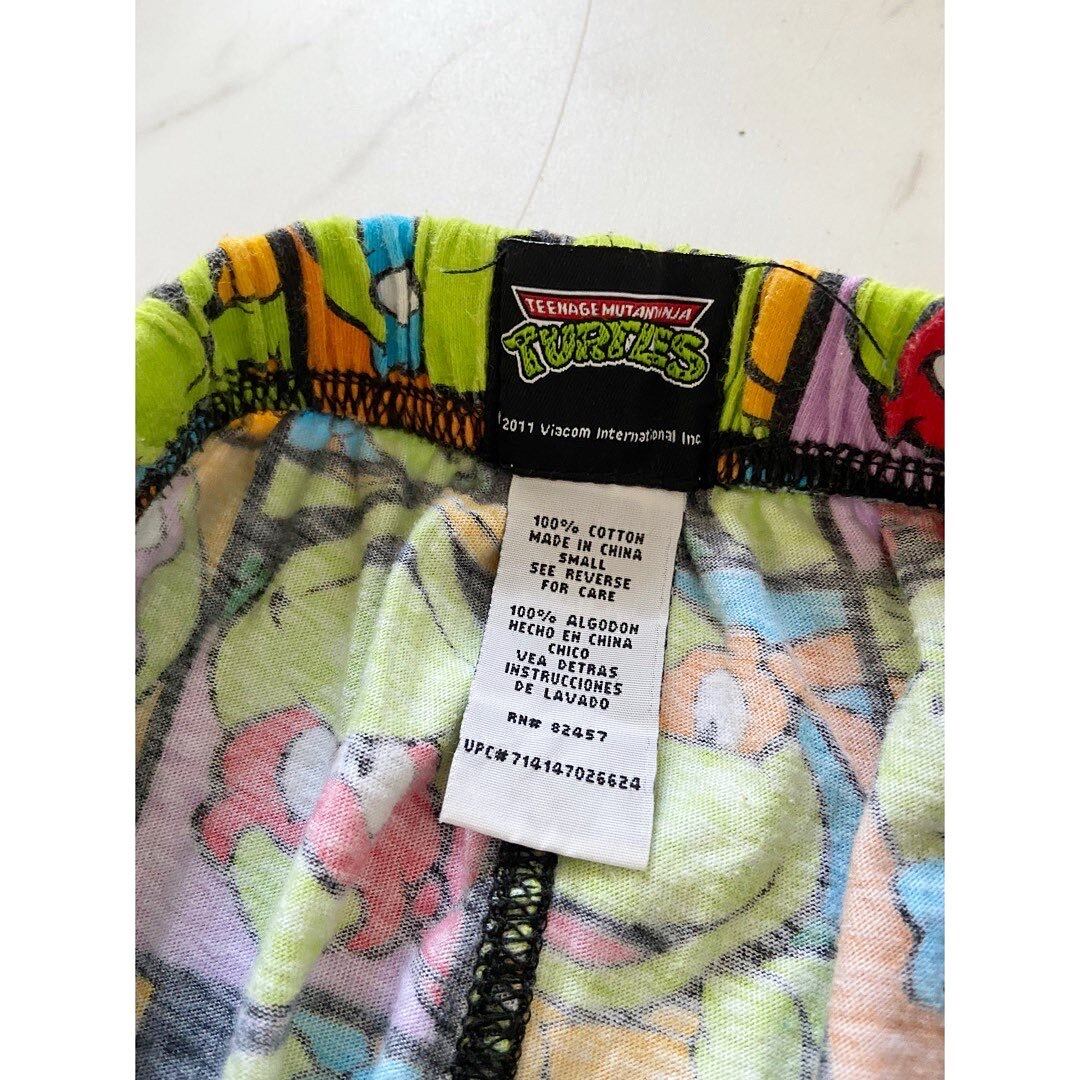 TEENAGE MUTANT NINJA
TURTLES
©2011 Viacom International Inc.
100% COTTON
MADE IN CHINA
SMALL
SEE REVERSE
FOR CARE
100% ALGODON
HECHO EN CHINA
CHICO
VEA DETRAS
INSTRUCCIONES
DE LAVADO
RN# 82457
UPC#714147026624